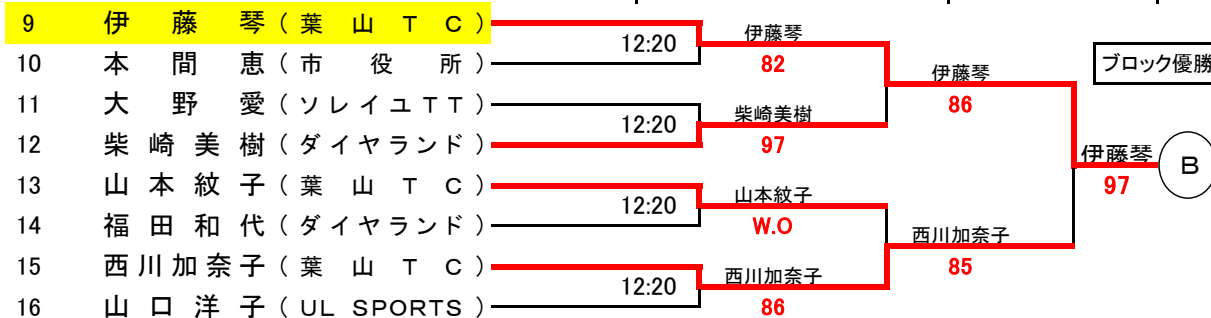 9 伊藤琴(葉山TC)
12:20 伊藤琴
10 本間恵(市役所) 82
伊藤琴 ブロック優勝
11 大野愛(ソレイユTT) 86
12:20 柴崎美樹
12 柴崎美樹(ダイヤランド) 97
伊藤琴 B
13 山本紋子(葉山TC) 97
12:20 山本紋子
14 福田和代(ダイヤランド) W.O
西川加奈子
15 西川加奈子(葉山TC) 85
12:20 西川加奈子
16 山口洋子(UL SPORTS) 86